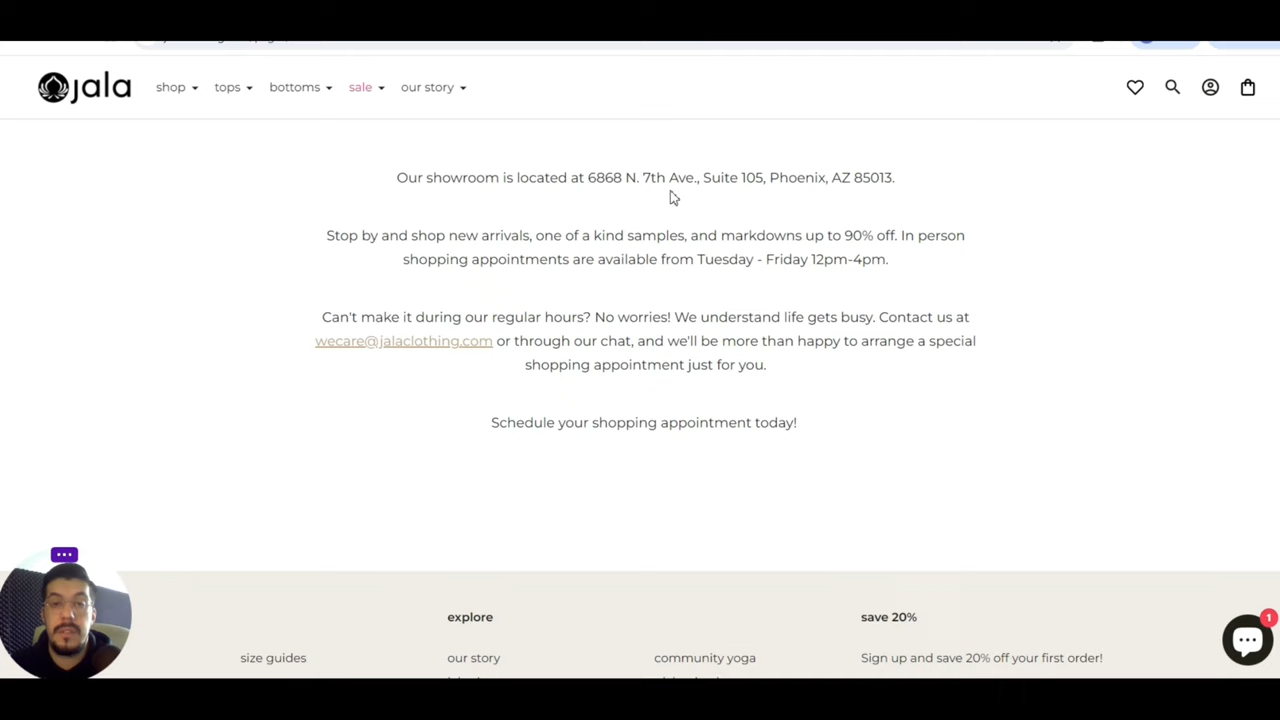 jala
shop
tops
bottoms
sale
our story
Our showroom is located at 6868 N. 7th Ave., Suite 105, Phoenix, AZ 85013.
Stop by and shop new arrivals, one of a kind samples, and markdowns up to 90% off. In person
shopping appointments are available from Tuesday - Friday 12pm-4pm.
Can't make it during our regular hours? No worries! We understand life gets busy. Contact us at
wecare@jalaclothing.com or through our chat, and we'll be more than happy to arrange a special
shopping appointment just for you.
Schedule your shopping appointment today!
explore
save 20%
size guides
our story
community yoga
Sign up and save 20% off your first order!
1